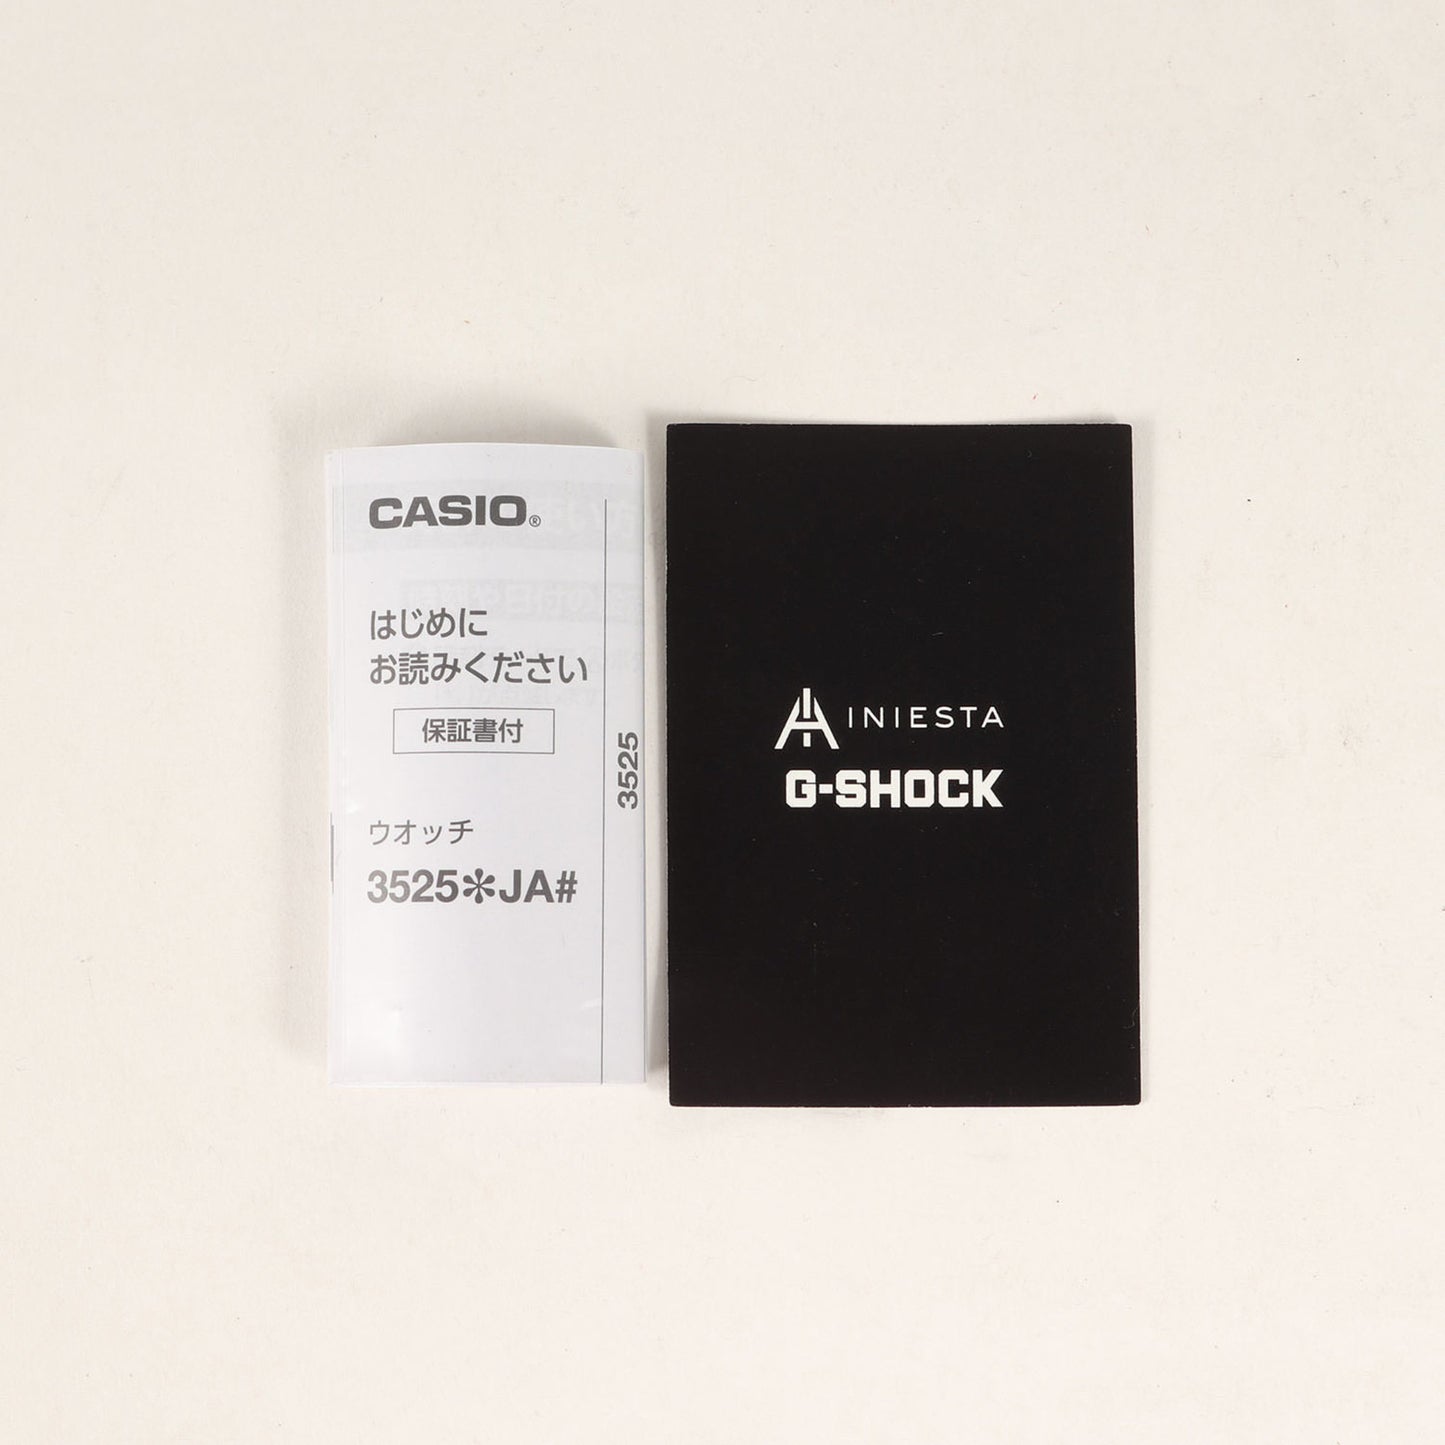 CASIO®
はじめに
お読みください
保証書付
ウオッチ
3525✻JA#
3525
INIESTA
G-SHOCK